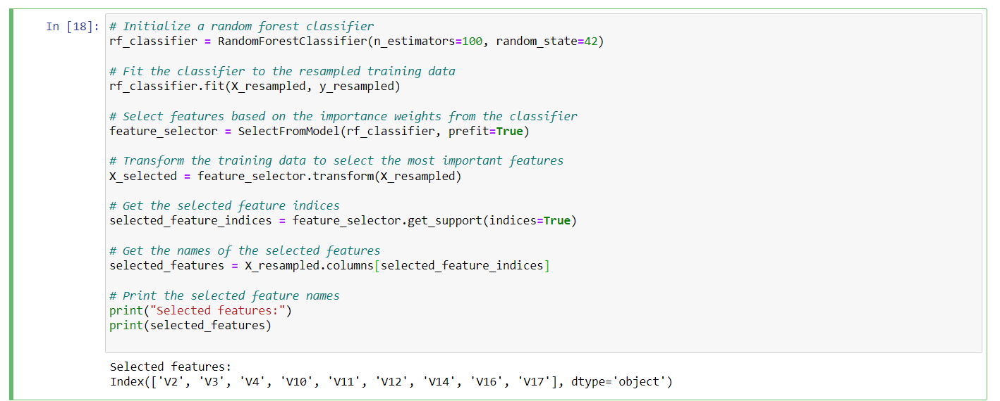 In [18]:
# Initialize a random forest classifier
rf_classifier = RandomForestClassifier(n_estimators=100, random_state=42)
# Fit the classifier to the resampled training data
rf_classifier.fit(X_resampled, y_resampled)
# Select features based on the importance weights from the classifier
feature_selector = SelectFromModel(rf_classifier, prefit=True)
# Transform the training data to select the most important features
X_selected = feature_selector.transform(X_resampled)
# Get the selected feature indices
selected_feature_indices = feature_selector.get_support(indices=True)
# Get the names of the selected features
selected_features = X_resampled.columns[selected_feature_indices]
# Print the selected feature names
print("Selected features:")
print(selected_features)
Selected features:
Index(['V2', 'V3', 'V4', 'V10', 'V11', 'V12', 'V14', 'V16', 'V17'], dtype='object')